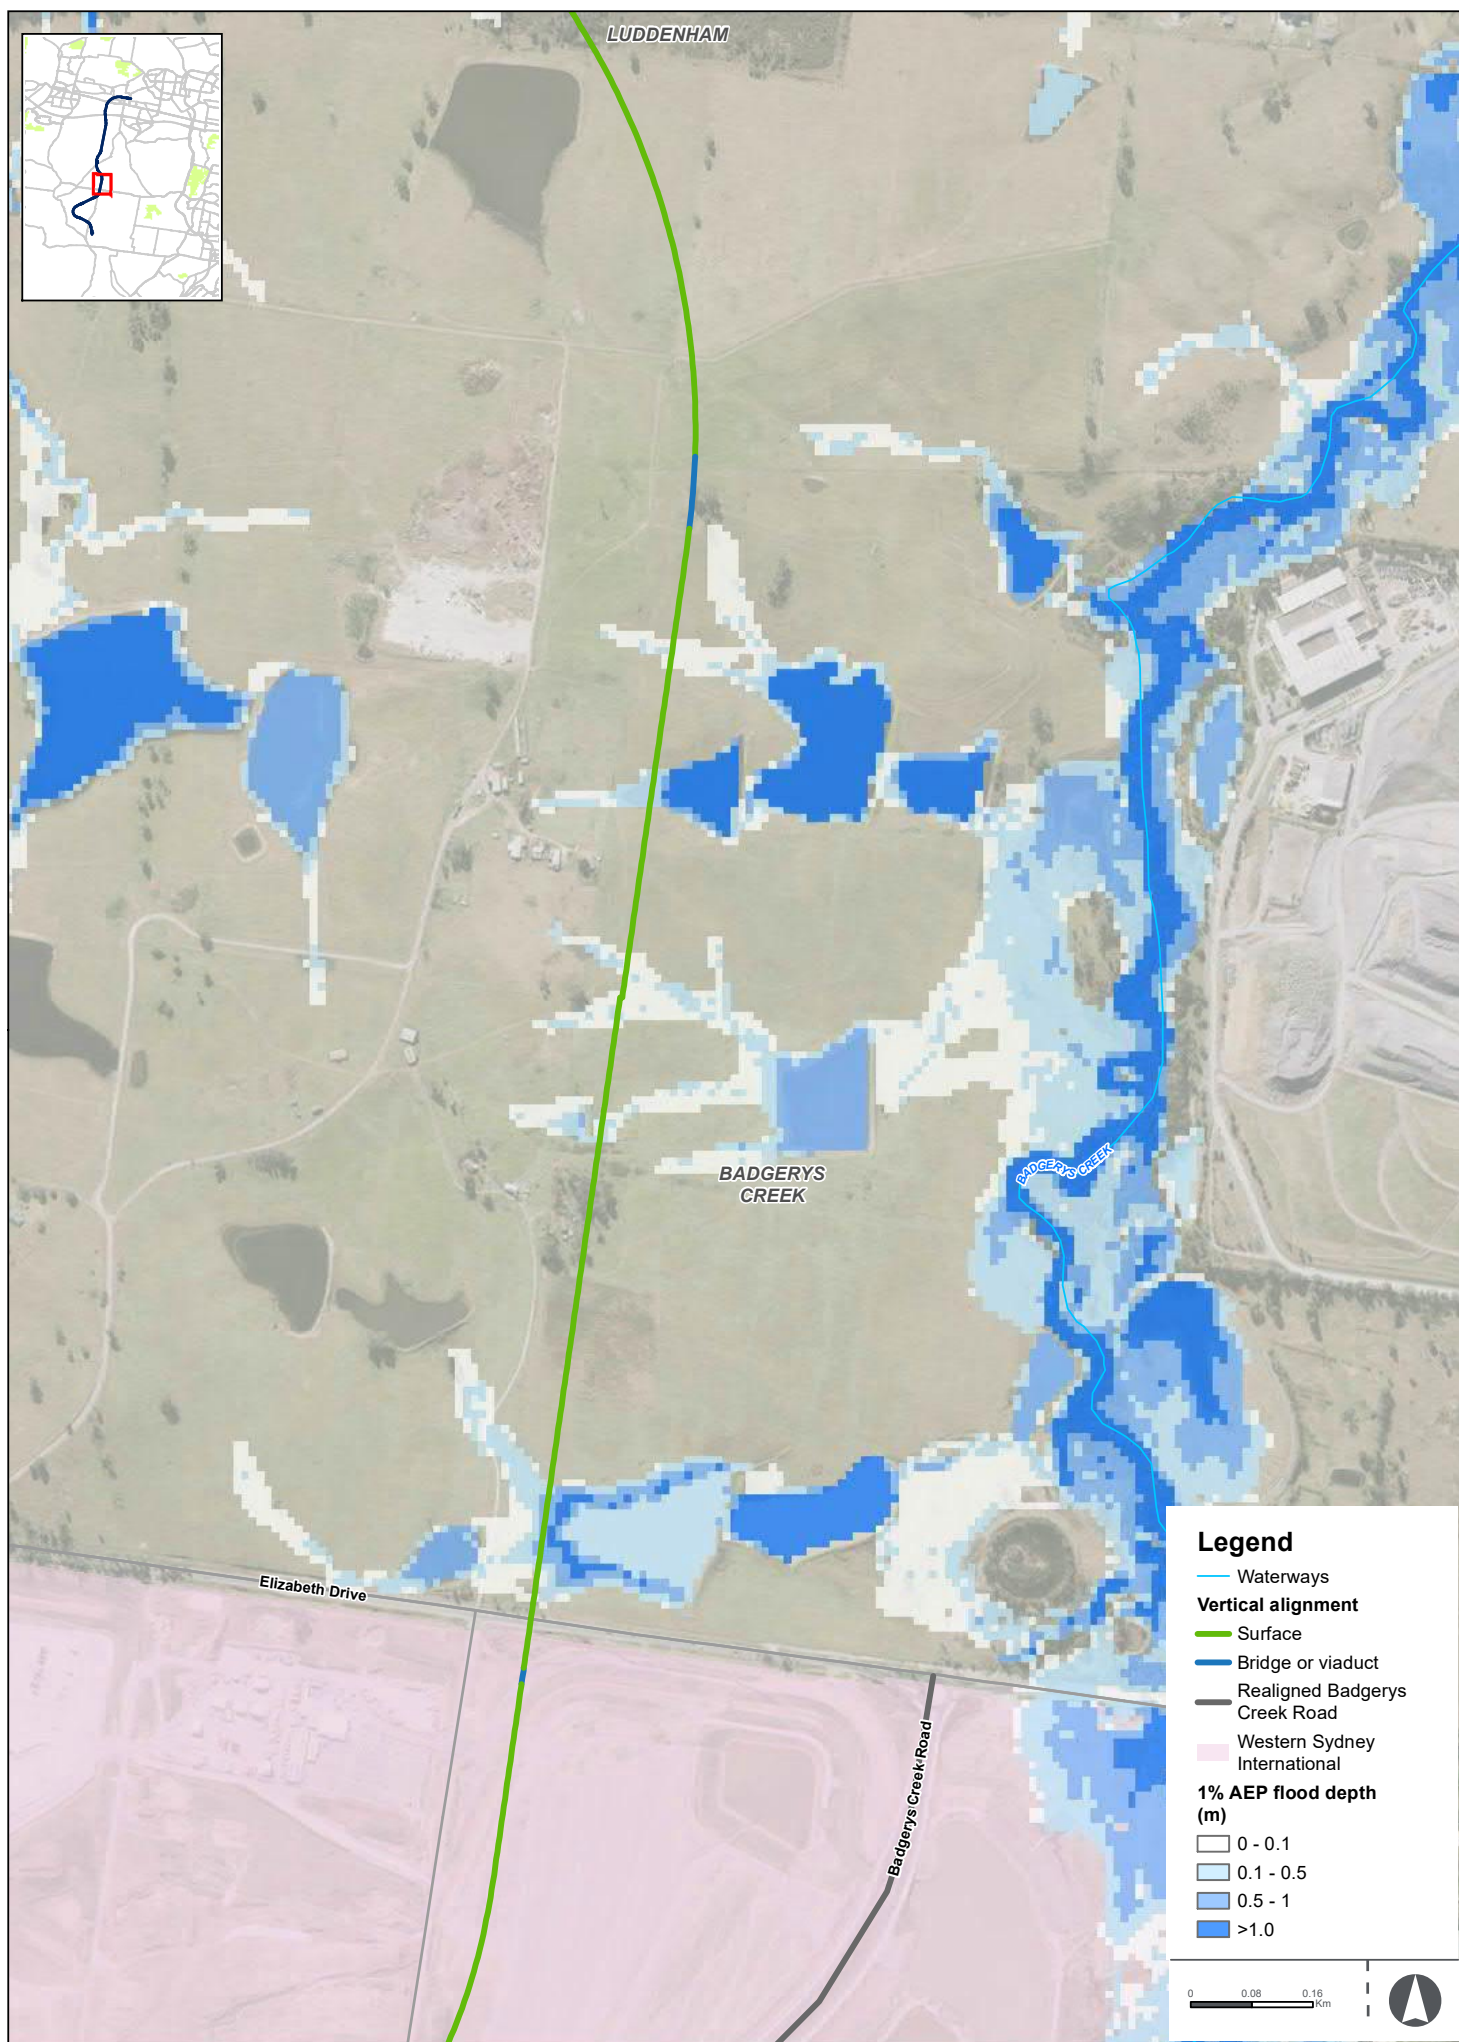 LUDDENHAM
BADGERYS
CREEK
BADGERYS CREEK
Elizabeth Drive
Badgerys Creek Road
Legend
Waterways
Vertical alignment
Surface
Bridge or viaduct
Realigned Badgerys
Creek Road
Western Sydney
International
1% AEP flood depth
(m)
0 - 0.1
0.1 - 0.5
0.5 - 1
>1.0
0 0.08 0.16
Km